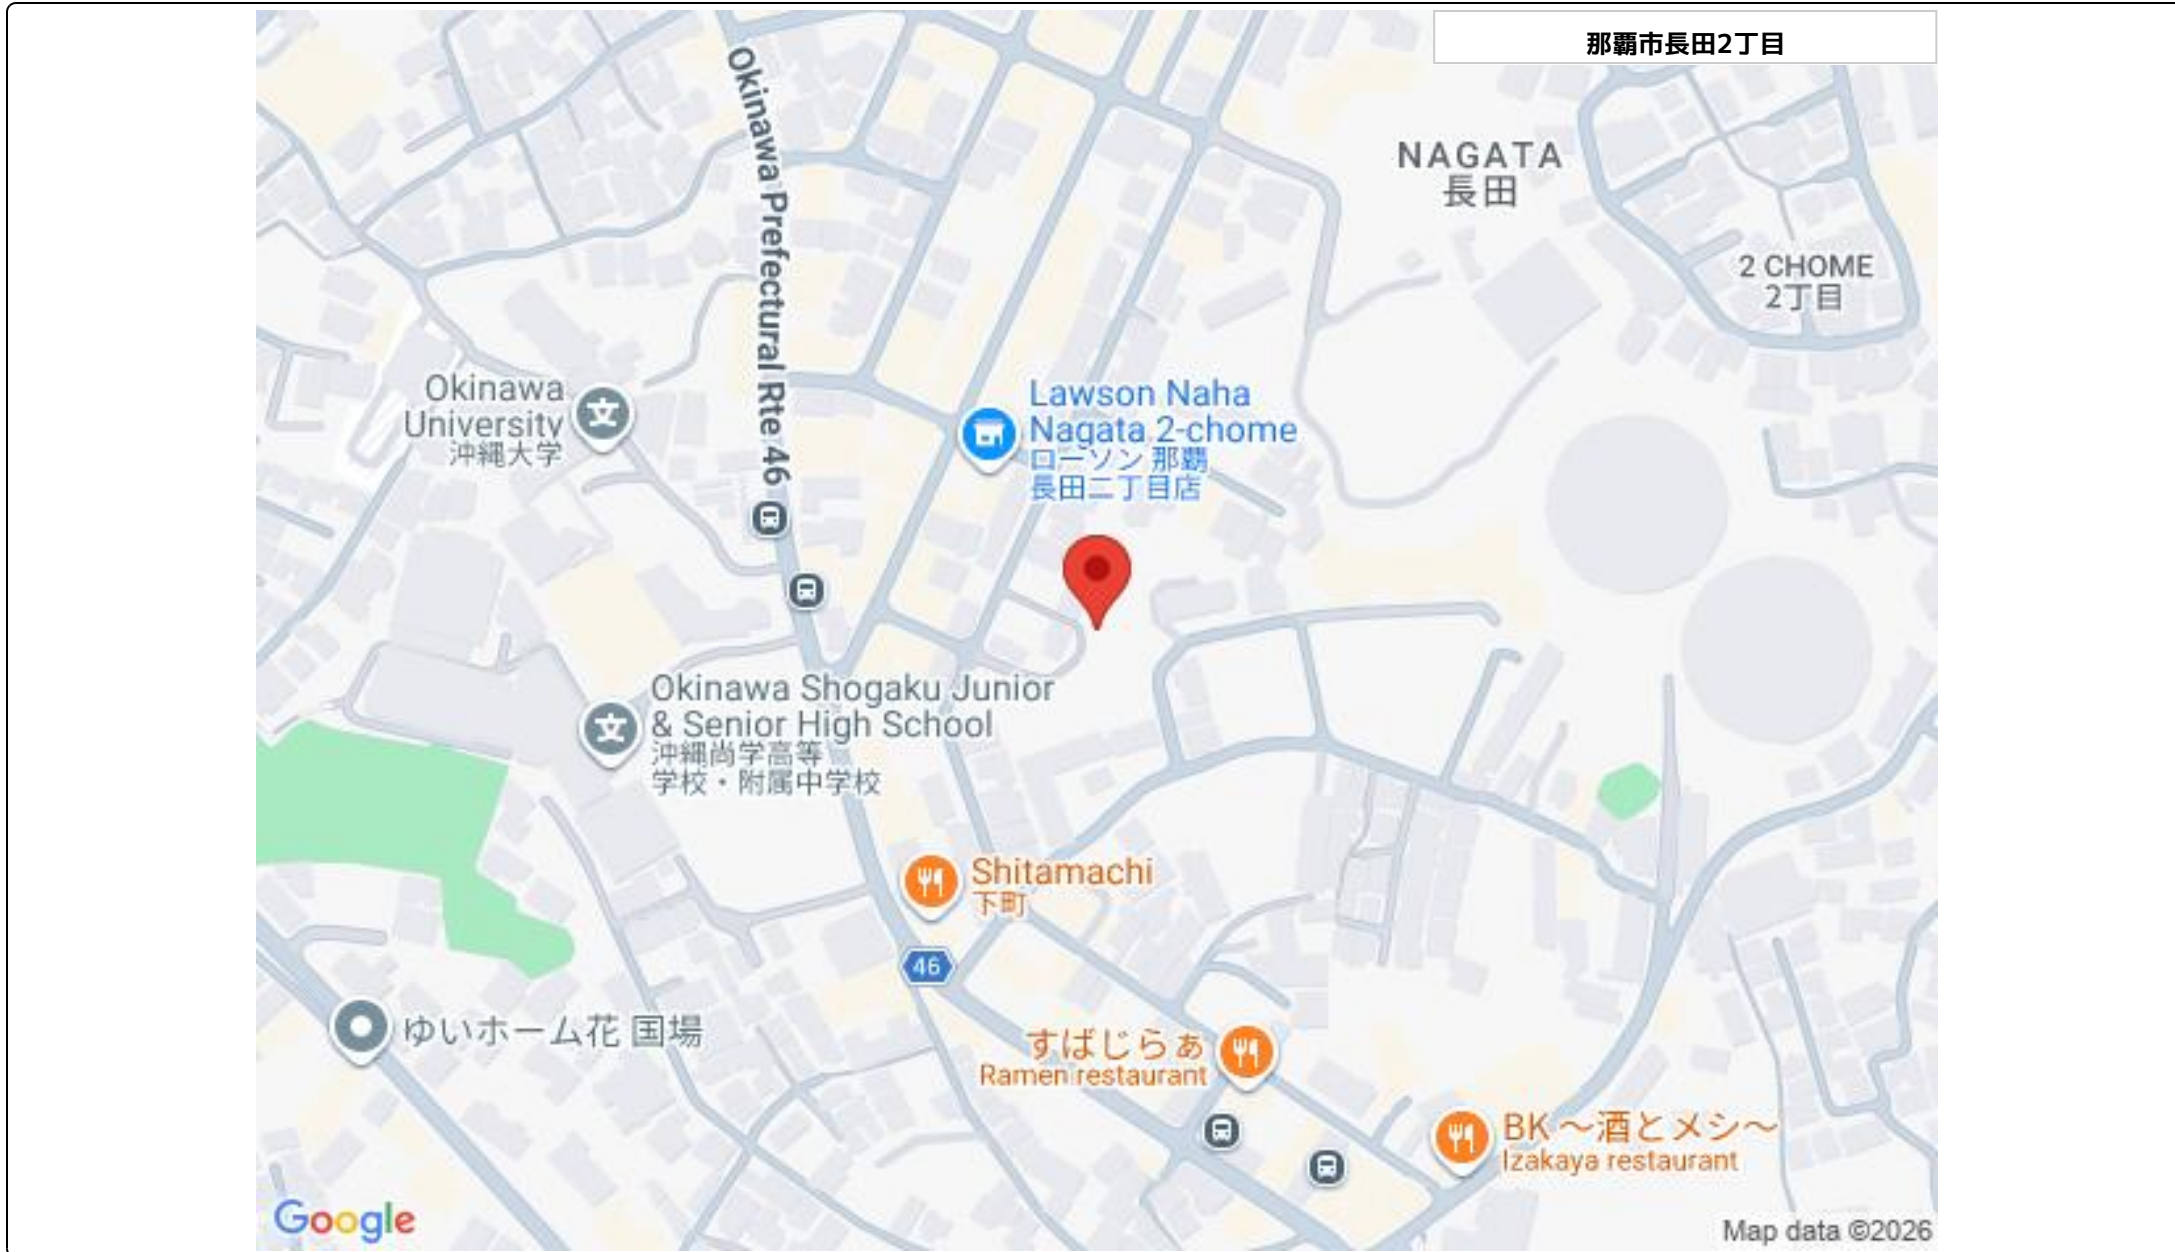 那覇市長田2丁目
Okinawa Prefectural Rte 46
NAGATA
長田
2 CHOME
2丁目
Okinawa
University
沖縄大学
Lawson Naha
Nagata 2-chome
ローソン 那覇
長田二丁目店
Okinawa Shogaku Junior
& Senior High School
沖縄尚学高等
学校・附属中学校
Shitamachi
下町
46
ゆいホーム花 国場
すばじらぁ
Ramen restaurant
BK 〜酒とメシ〜
Izakaya restaurant
Google
Map data ©2026